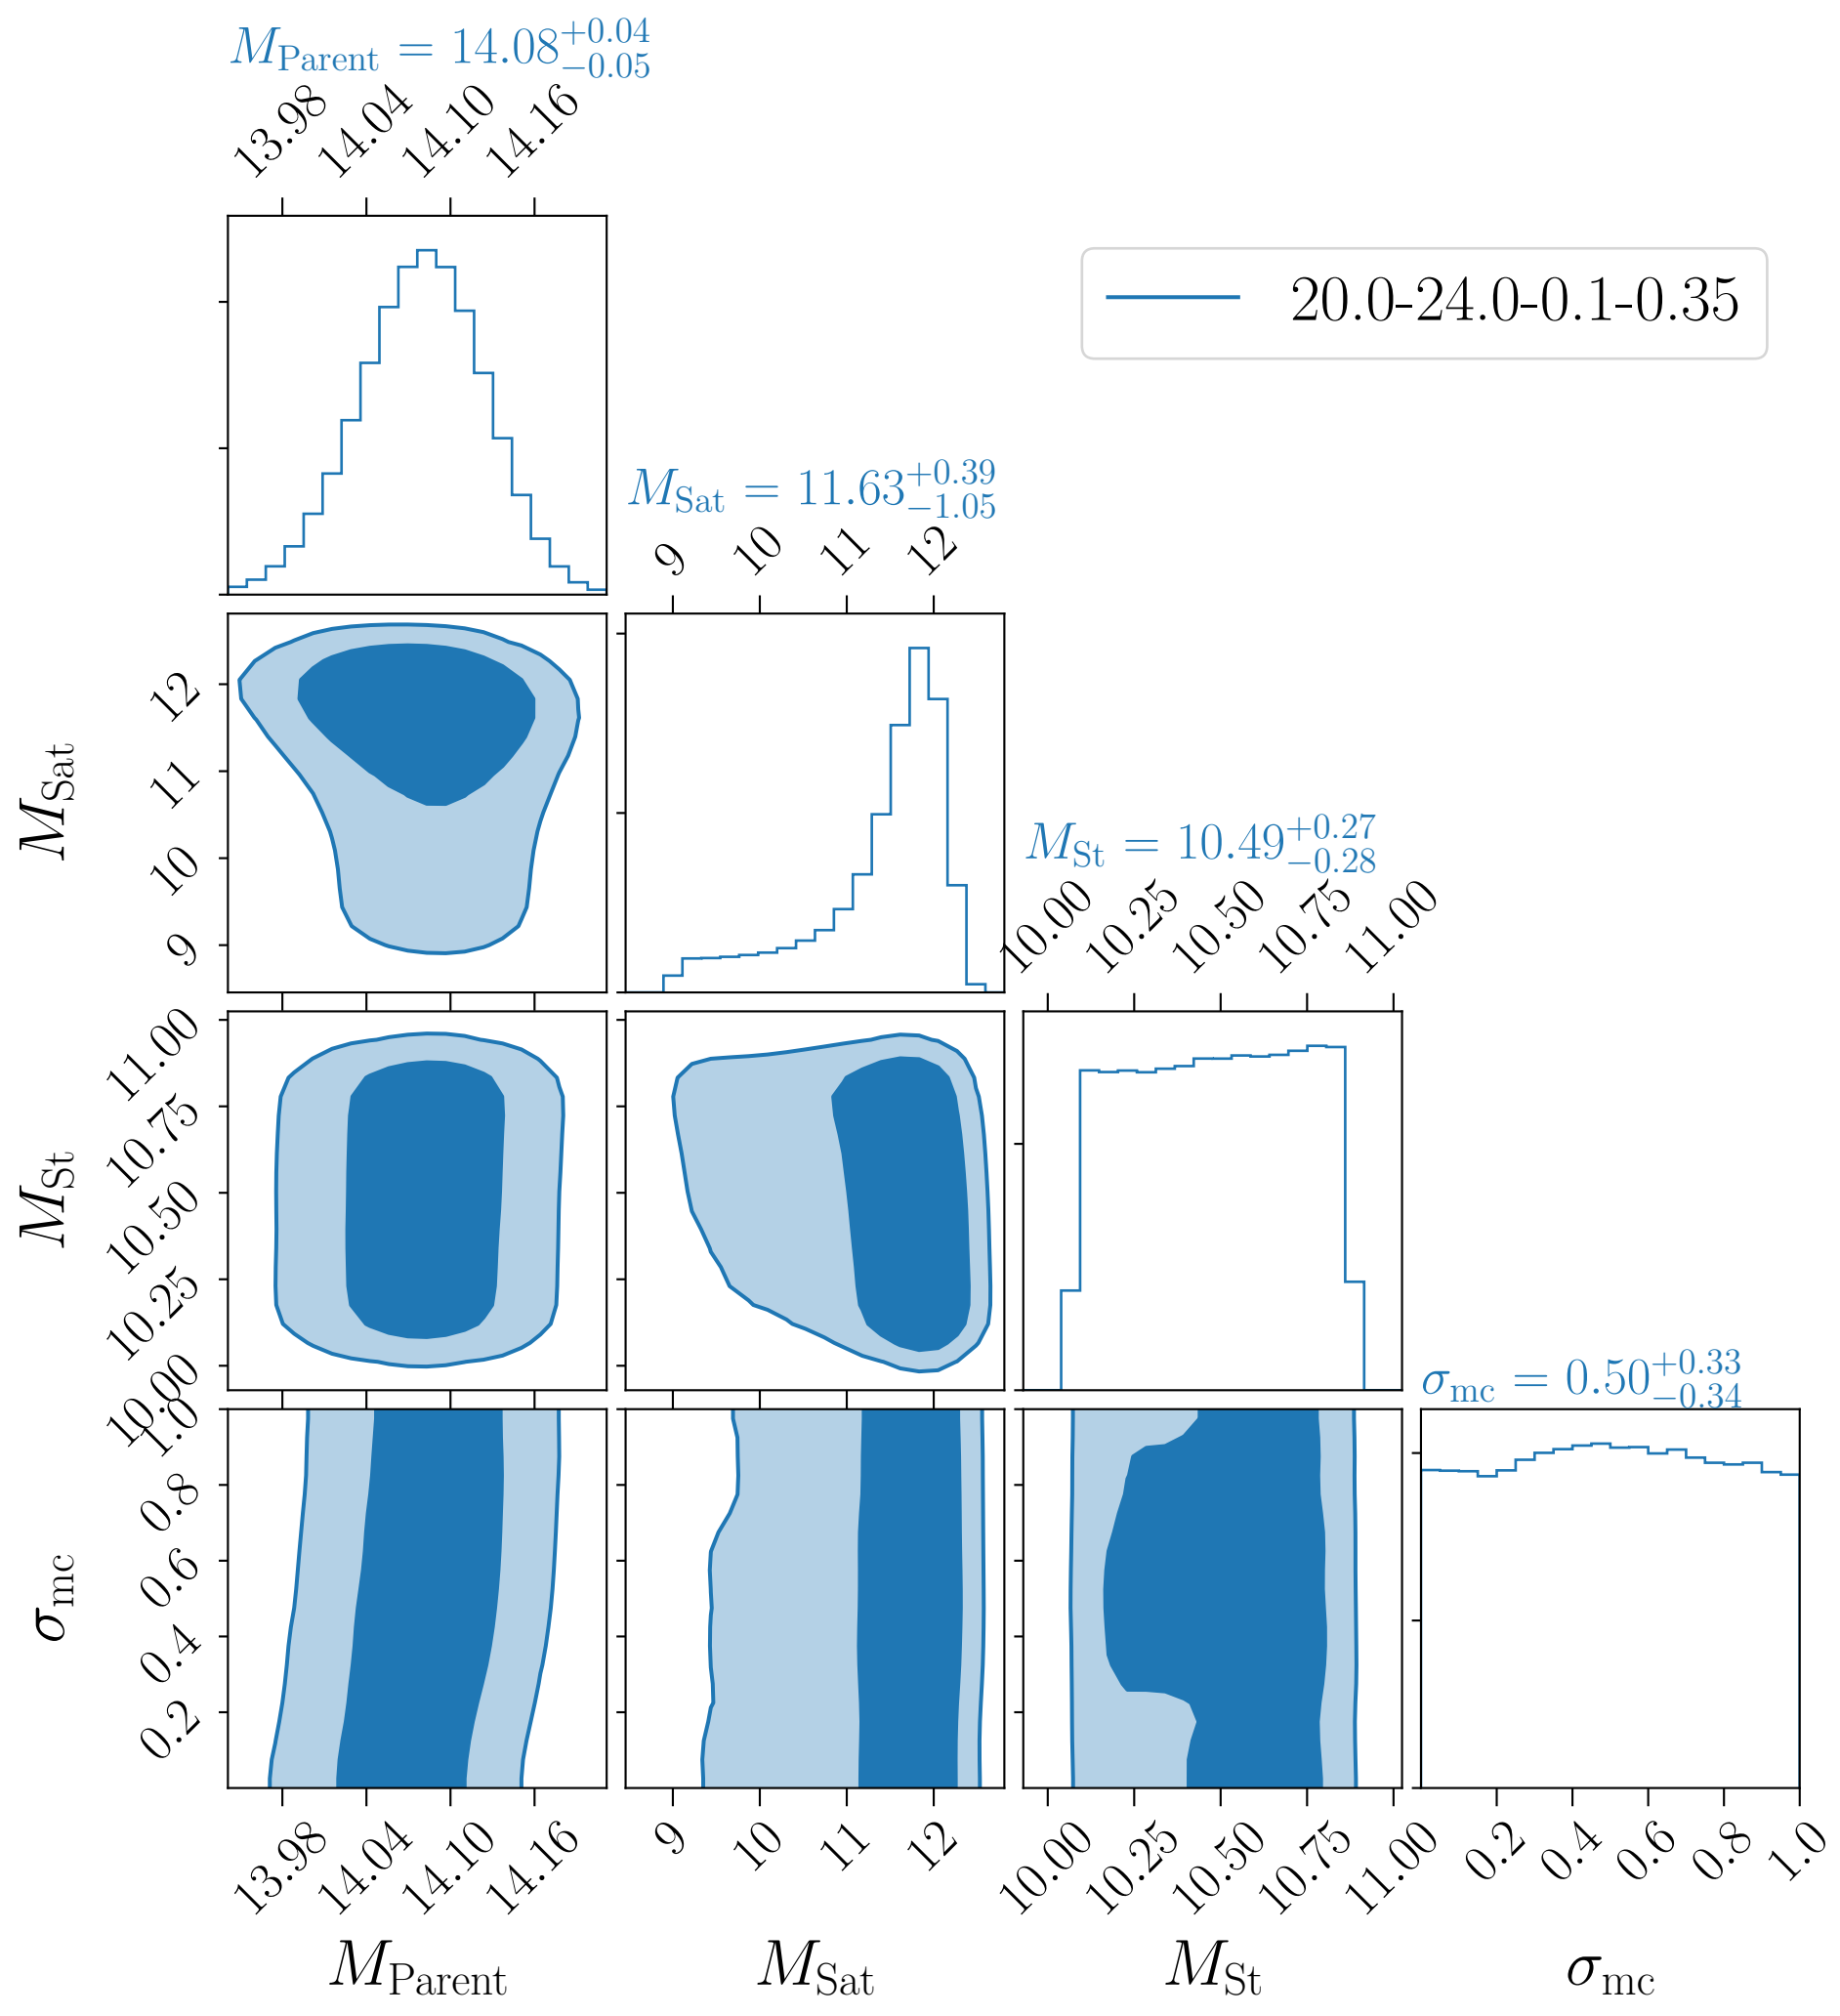 M_Parent = 14.08^{+0.04}_{-0.05}
13.98 14.04 14.10 14.16
20.0-24.0-0.1-0.35
M_Sat = 11.63^{+0.39}_{-1.05}
9 10 11 12
M_Sat
12
11
10
9
M_St = 10.49^{+0.27}_{-0.28}
10.00 10.25 10.50 10.75 11.00
M_St
11.00
10.75
10.50
10.25
10.00
σ_mc = 0.50^{+0.33}_{-0.34}
σ_mc
1.0
0.8
0.6
0.4
0.2
13.98 14.04 14.10 14.16
9 10 11 12
10.00 10.25 10.50 10.75 11.00
0.2 0.4 0.6 0.8 1.0
M_Parent
M_Sat
M_St
σ_mc